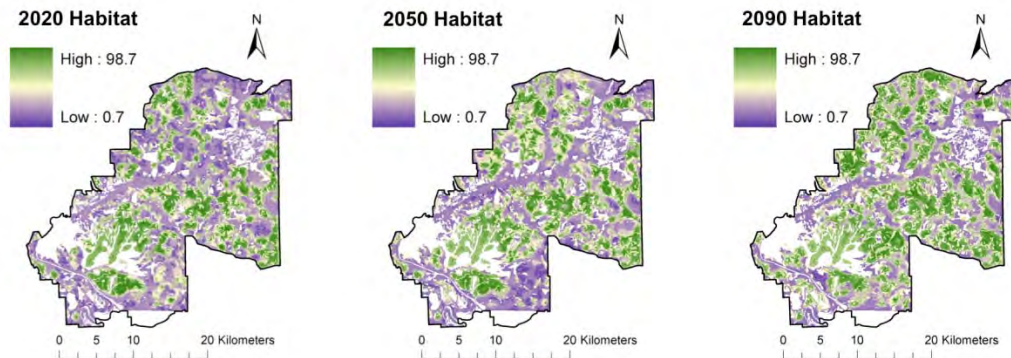 2020 Habitat
N
High : 98.7
Low : 0.7
0 5 10 20 Kilometers
2050 Habitat
N
High : 98.7
Low : 0.7
0 5 10 20 Kilometers
2090 Habitat
N
High : 98.7
Low : 0.7
0 5 10 20 Kilometers